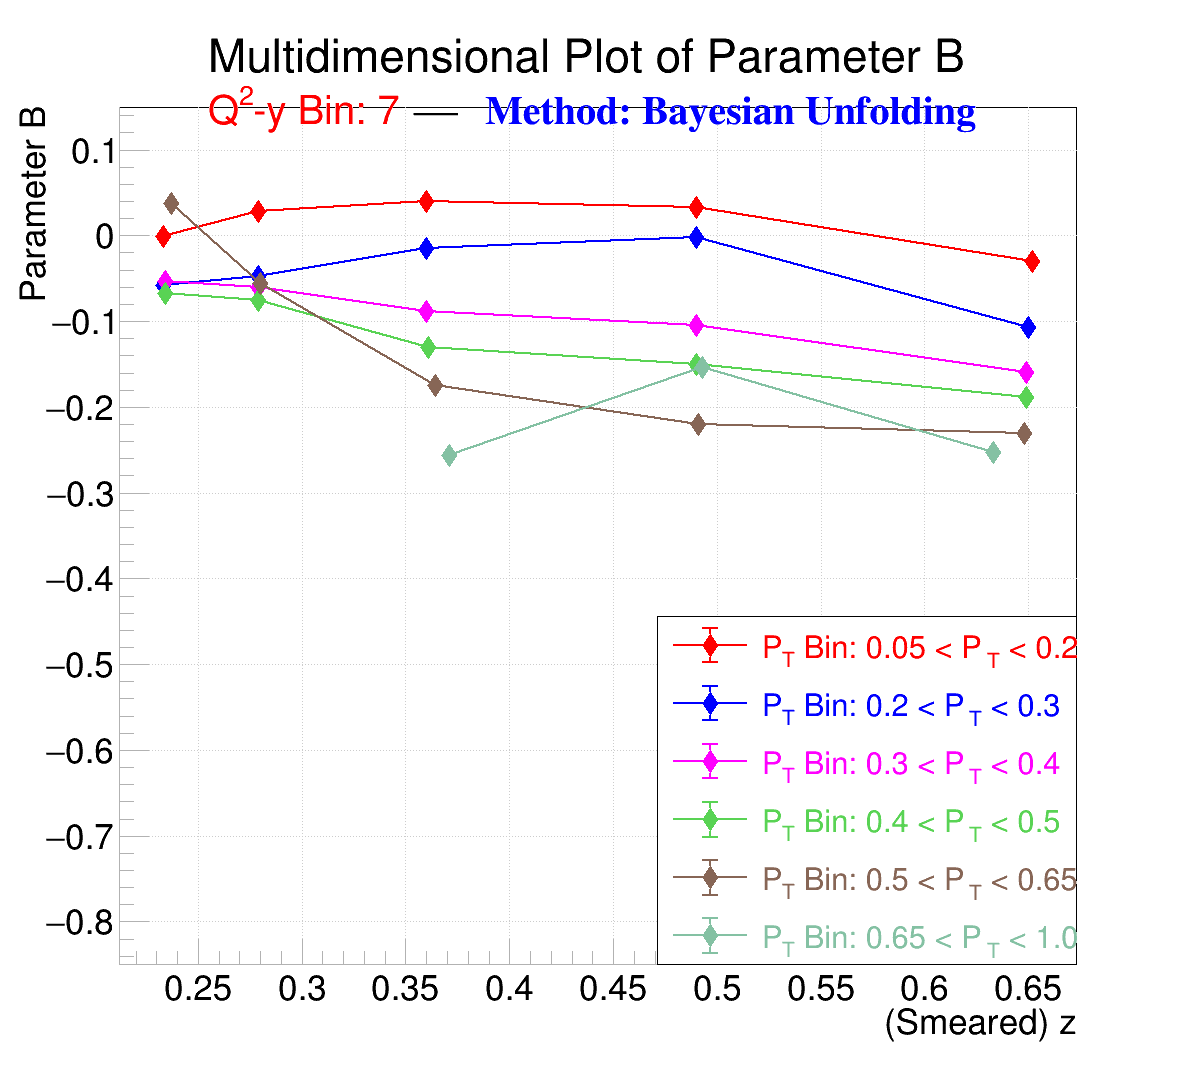 Multidimensional Plot of Parameter B
Q²-y Bin: 7 — Method: Bayesian Unfolding
Parameter B
0.1
0
−0.1
−0.2
−0.3
−0.4
−0.5
−0.6
−0.7
−0.8
P_T Bin: 0.05 < P_T < 0.2
P_T Bin: 0.2 < P_T < 0.3
P_T Bin: 0.3 < P_T < 0.4
P_T Bin: 0.4 < P_T < 0.5
P_T Bin: 0.5 < P_T < 0.65
P_T Bin: 0.65 < P_T < 1.0
0.25 0.3 0.35 0.4 0.45 0.5 0.55 0.6 0.65
(Smeared) z